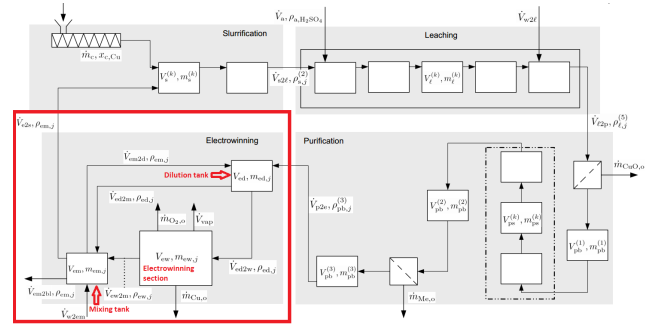 V̇ₐ, ρₐ,H₂SO₄
V̇w2ℓ
Slurrification
Leaching
ṁc, xc,Cu
Vs^(k), ms^(k)
V̇s2ℓ, ρs,j^(2)
Vℓ^(k), mℓ^(k)
V̇e2s, ρem,j
V̇ℓ2p, ρℓ,j^(5)
Electrowinning
Purification
V̇em2d, ρem,j
Dilution tank
Ved, med,j
ṁCuO,o
V̇ed2m, ρed,j
V̇p2e, ρpb,j^(3)
Vpb^(2), mpb^(2)
Vps^(k), mps^(k)
ṁO₂,o
V̇vap
Vpb^(1), mpb^(1)
Vem, mem,j
Vew, mew,j
Electrowinning
section
V̇ed2w, ρed,j
Vpb^(3), mpb^(3)
V̇em2bl, ρem,j
V̇ew2m, ρew,j
ṁCu,o
ṁMe,o
V̇w2em
Mixing tank